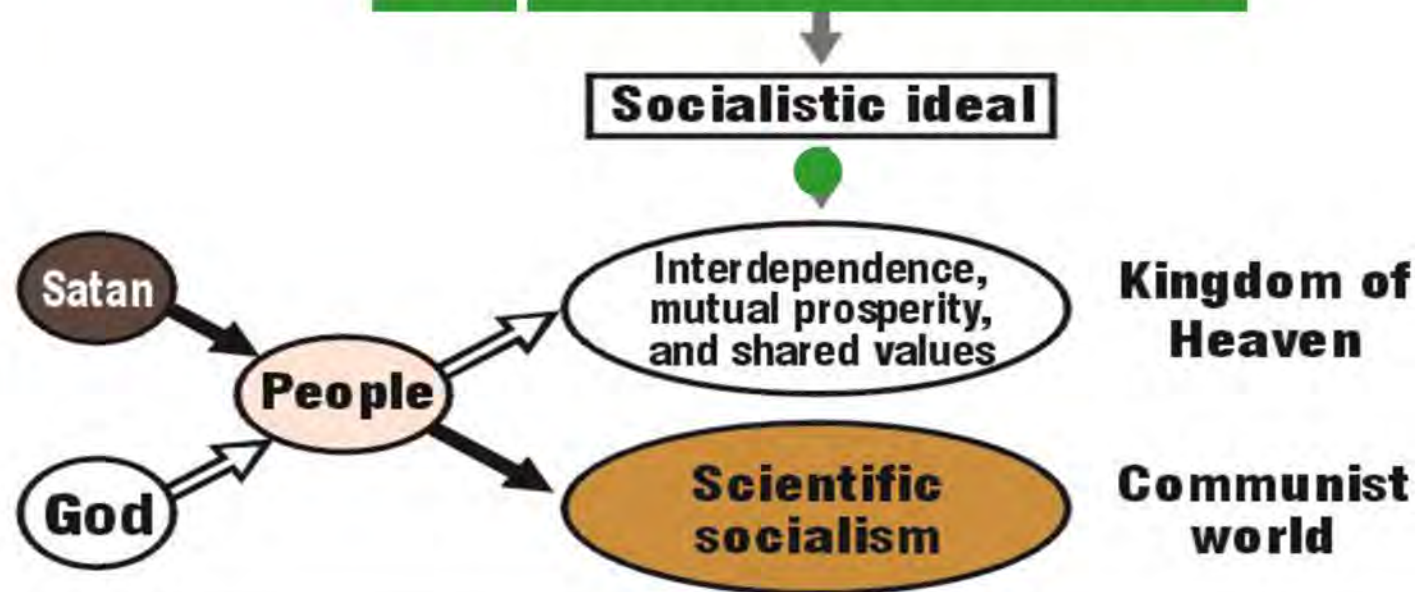 Socialistic ideal
Satan
People
God
Interdependence,
mutual prosperity,
and shared values
Kingdom of
Heaven
Scientific
socialism
Communist
world